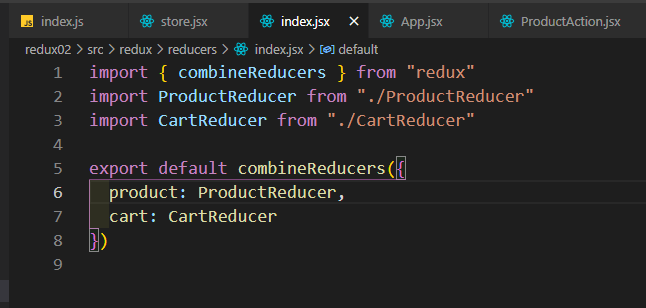 JS index.js store.jsx index.jsx × App.jsx ProductAction.jsx
redux02 > src > redux > reducers > index.jsx > default
1 import { combineReducers } from "redux"
2 import ProductReducer from "./ProductReducer"
3 import CartReducer from "./CartReducer"
4
5 export default combineReducers({
6   product: ProductReducer,
7   cart: CartReducer
8 })
9